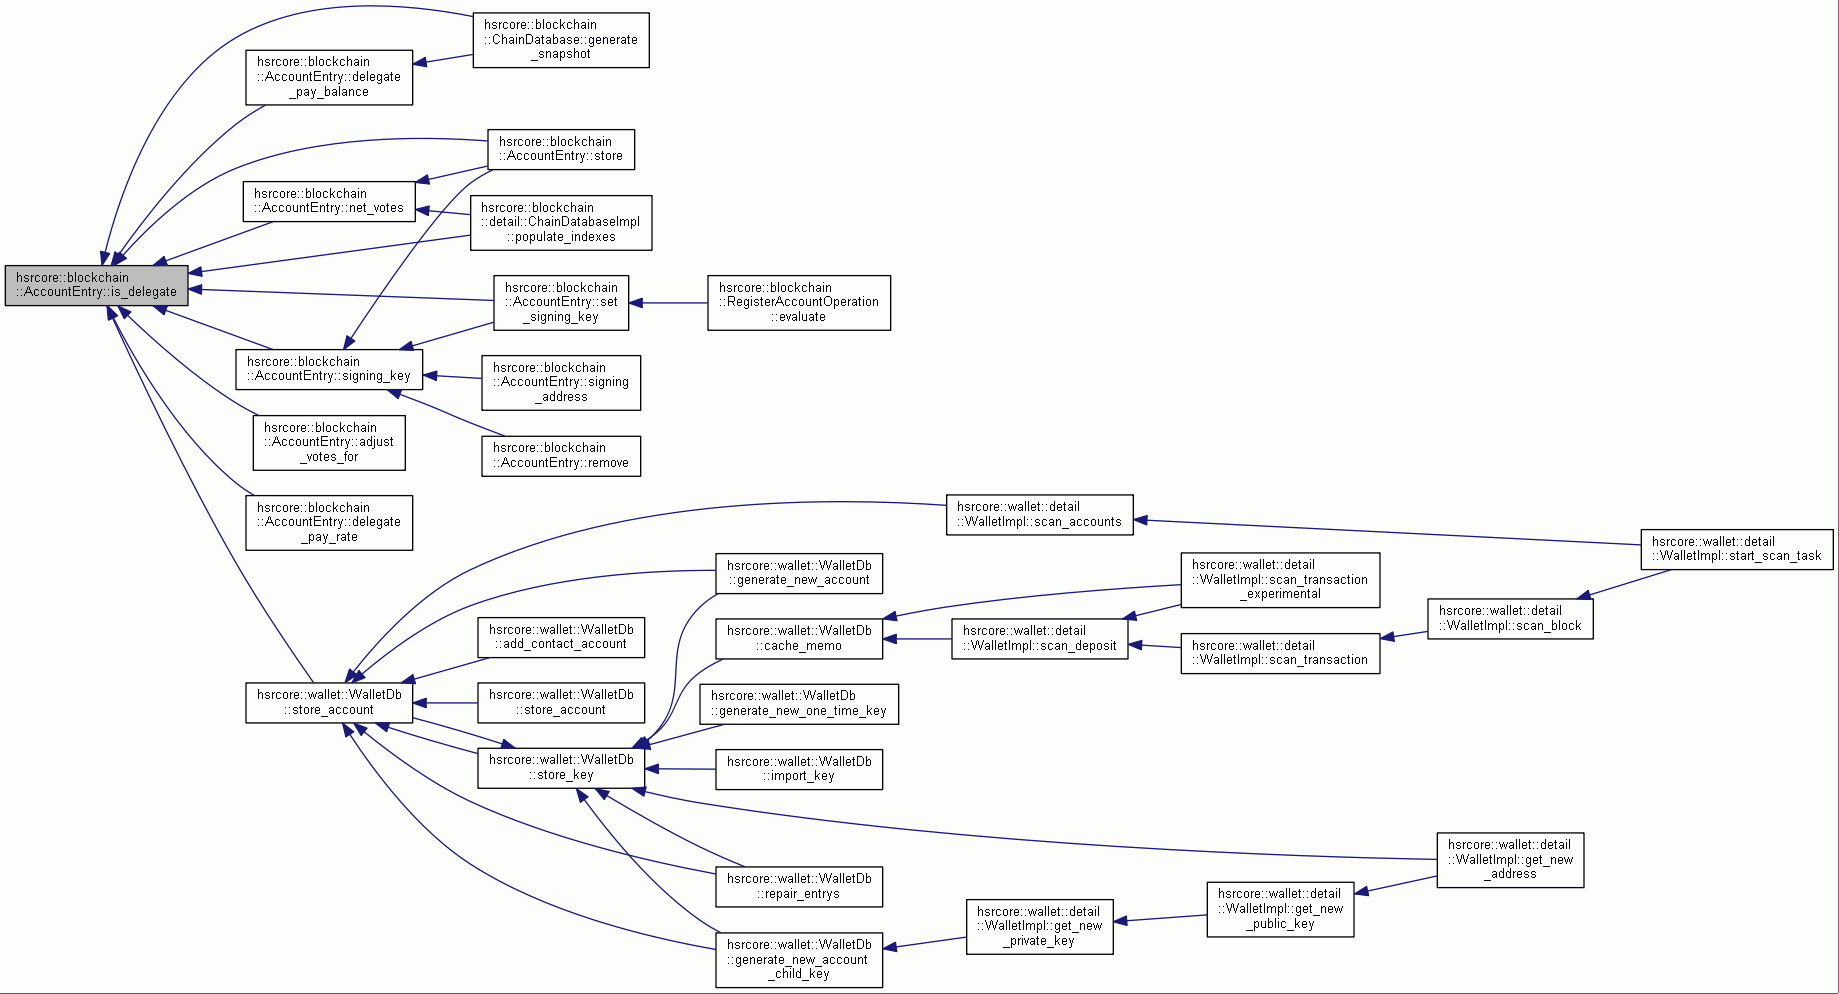 hsrcore::blockchain
::ChainDatabase::generate
_snapshot
hsrcore::blockchain
::AccountEntry::delegate
_pay_balance
hsrcore::blockchain
::AccountEntry::store
hsrcore::blockchain
::AccountEntry::net_votes
hsrcore::blockchain
::detail::ChainDatabaseImpl
::populate_indexes
hsrcore::blockchain
::AccountEntry::is_delegate
hsrcore::blockchain
::AccountEntry::set
_signing_key
hsrcore::blockchain
::RegisterAccountOperation
::evaluate
hsrcore::blockchain
::AccountEntry::signing_key
hsrcore::blockchain
::AccountEntry::signing
_address
hsrcore::blockchain
::AccountEntry::adjust
_votes_for
hsrcore::blockchain
::AccountEntry::remove
hsrcore::blockchain
::AccountEntry::delegate
_pay_rate
hsrcore::wallet::detail
::WalletImpl::scan_accounts
hsrcore::wallet::detail
::WalletImpl::start_scan_task
hsrcore::wallet::WalletDb
::generate_new_account
hsrcore::wallet::detail
::WalletImpl::scan_transaction
_experimental
hsrcore::wallet::detail
::WalletImpl::scan_block
hsrcore::wallet::WalletDb
::add_contact_account
hsrcore::wallet::WalletDb
::cache_memo
hsrcore::wallet::detail
::WalletImpl::scan_deposit
hsrcore::wallet::detail
::WalletImpl::scan_transaction
hsrcore::wallet::WalletDb
::store_account
hsrcore::wallet::WalletDb
::store_account
hsrcore::wallet::WalletDb
::generate_new_one_time_key
hsrcore::wallet::WalletDb
::store_key
hsrcore::wallet::WalletDb
::import_key
hsrcore::wallet::detail
::WalletImpl::get_new
_address
hsrcore::wallet::WalletDb
::repair_entrys
hsrcore::wallet::detail
::WalletImpl::get_new
_public_key
hsrcore::wallet::detail
::WalletImpl::get_new
_private_key
hsrcore::wallet::WalletDb
::generate_new_account
_child_key